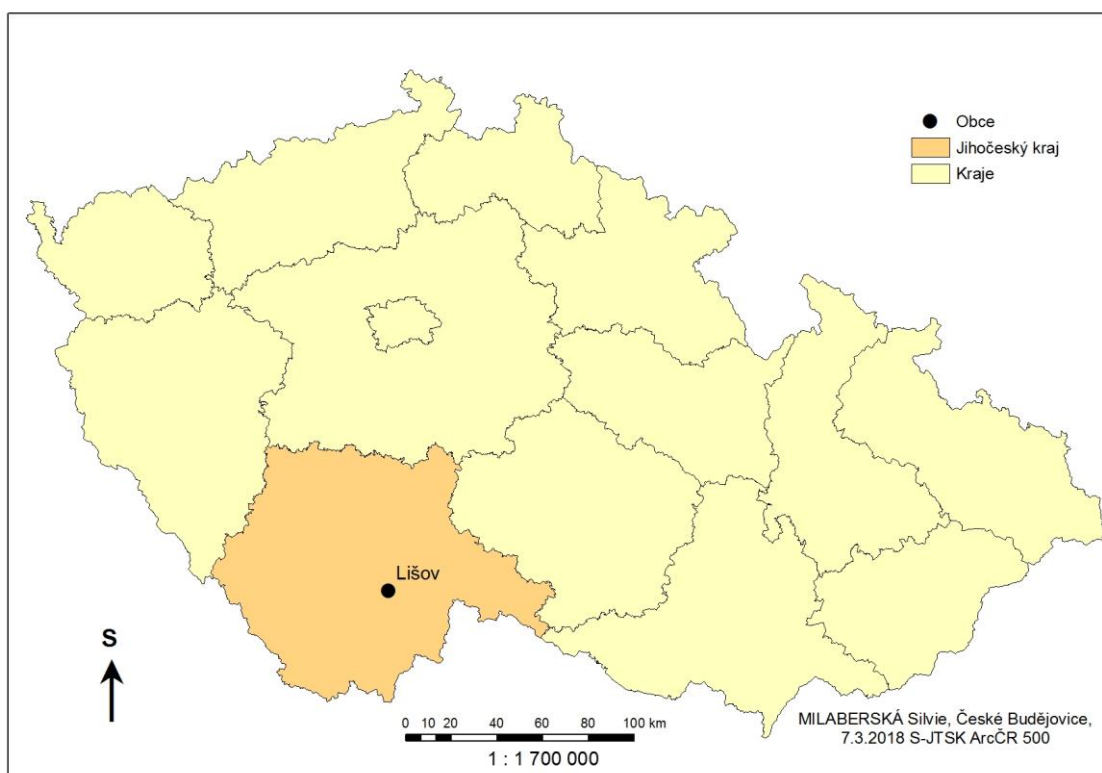 Obce
Jihočeský kraj
Kraje
Lišov
S
0 10 20 40 60 80 100 km
1 : 1 700 000
MILABERSKÁ Silvie, České Budějovice,
7.3.2018 S-JTSK ArcČR 500